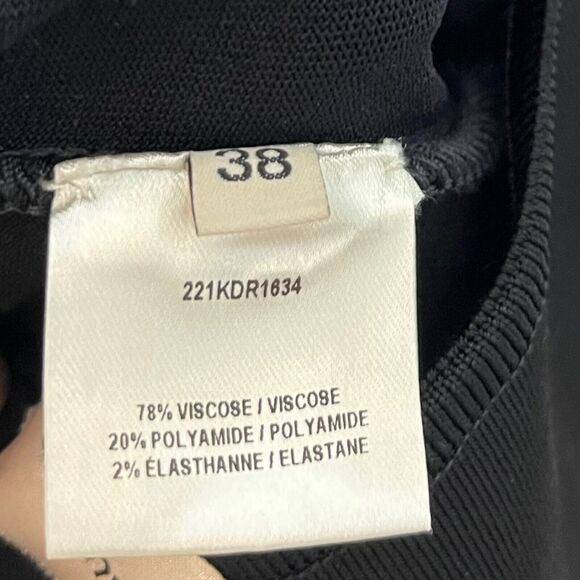 38
221KDR1634
78% VISCOSE / VISCOSE
20% POLYAMIDE / POLYAMIDE
2% ÉLASTHANNE / ELASTANE